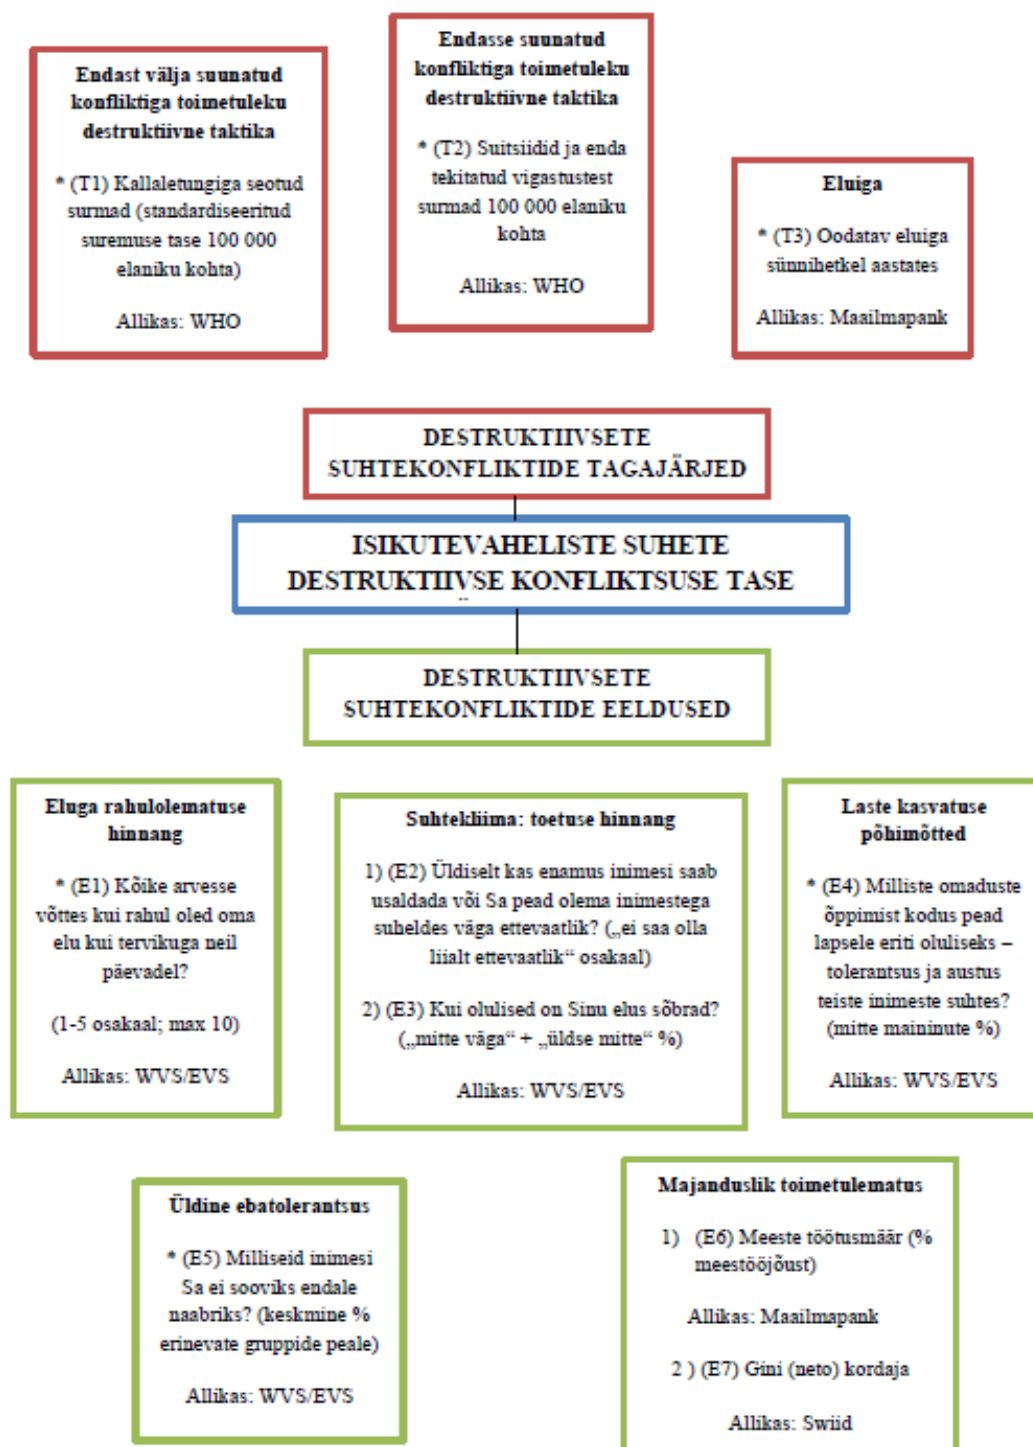 Endast välja suunatud
konfliktiga toimetuleku
destruktiivne taktika
* (T1) Kallaletungiga seotud
surmad (standardiseeritud
suremuse tase 100 000
elaniku kohta)
Allikas: WHO
Endasse suunatud
konfliktiga toimetuleku
destruktiivne taktika
* (T2) Suitsiidid ja enda
tekitatud vigastustest
surmad 100 000 elaniku
kohta
Allikas: WHO
Eluiga
* (T3) Oodatav eluiga
sünnihetkel aastates
Allikas: Maailmapank
DESTRUKTIIVSETE
SUHTEKONFLIKTIDE TAGAJÄRJED
ISIKUTEVAHELISTE SUHETE
DESTRUKTIIVSE KONFLIKTSUSE TASE
DESTRUKTIIVSETE
SUHTEKONFLIKTIDE EELDUSED
Eluga rahulolematuse
hinnang
* (E1) Kõike arvesse
võttes kui rahul oled oma
elu kui tervikuga neil
päevadel?
(1-5 osakaal; max 10)
Allikas: WVS/EVS
Suhtekliima: toetuse hinnang
1) (E2) Üldiselt kas enamus inimesi saab
usaldada või Sa pead olema inimestega
suheldes väga ettevaatlik? („ei saa olla
liialt ettevaatlik“ osakaal)
2) (E3) Kui olulised on Sinu elus sõbrad?
(„mitte väga“ + „üldse mitte“ %)
Allikas: WVS/EVS
Laste kasvatuse
põhimõtted
* (E4) Milliste omaduste
õppimist kodus pead
lapsele eriti oluliseks –
tolerantsus ja austus
teiste inimeste suhtes?
(mitte maininute %)
Allikas: WVS/EVS
Üldine ebatolerantsus
* (E5) Milliseid inimesi
Sa ei sooviks endale
naabriks? (keskmine %
erinevate gruppide peale)
Allikas: WVS/EVS
Majanduslik toimetulematus
1) (E6) Meeste töötusmäär (%
meestööjõust)
Allikas: Maailmapank
2 ) (E7) Gini (neto) kordaja
Allikas: Swiid